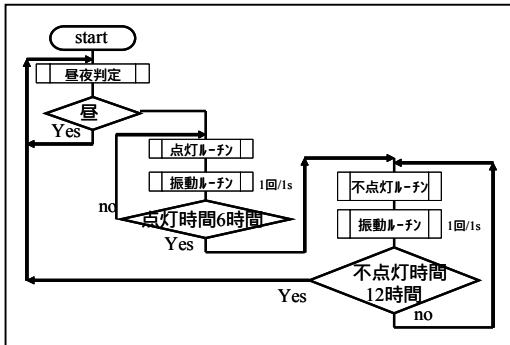 start
昼夜判定
昼
Yes
点灯ﾙｰﾁﾝ
振動ﾙｰﾁﾝ
1回/1s
no
点灯時間6時間
Yes
不点灯ﾙｰﾁﾝ
振動ﾙｰﾁﾝ
1回/1s
不点灯時間
12時間
Yes
no